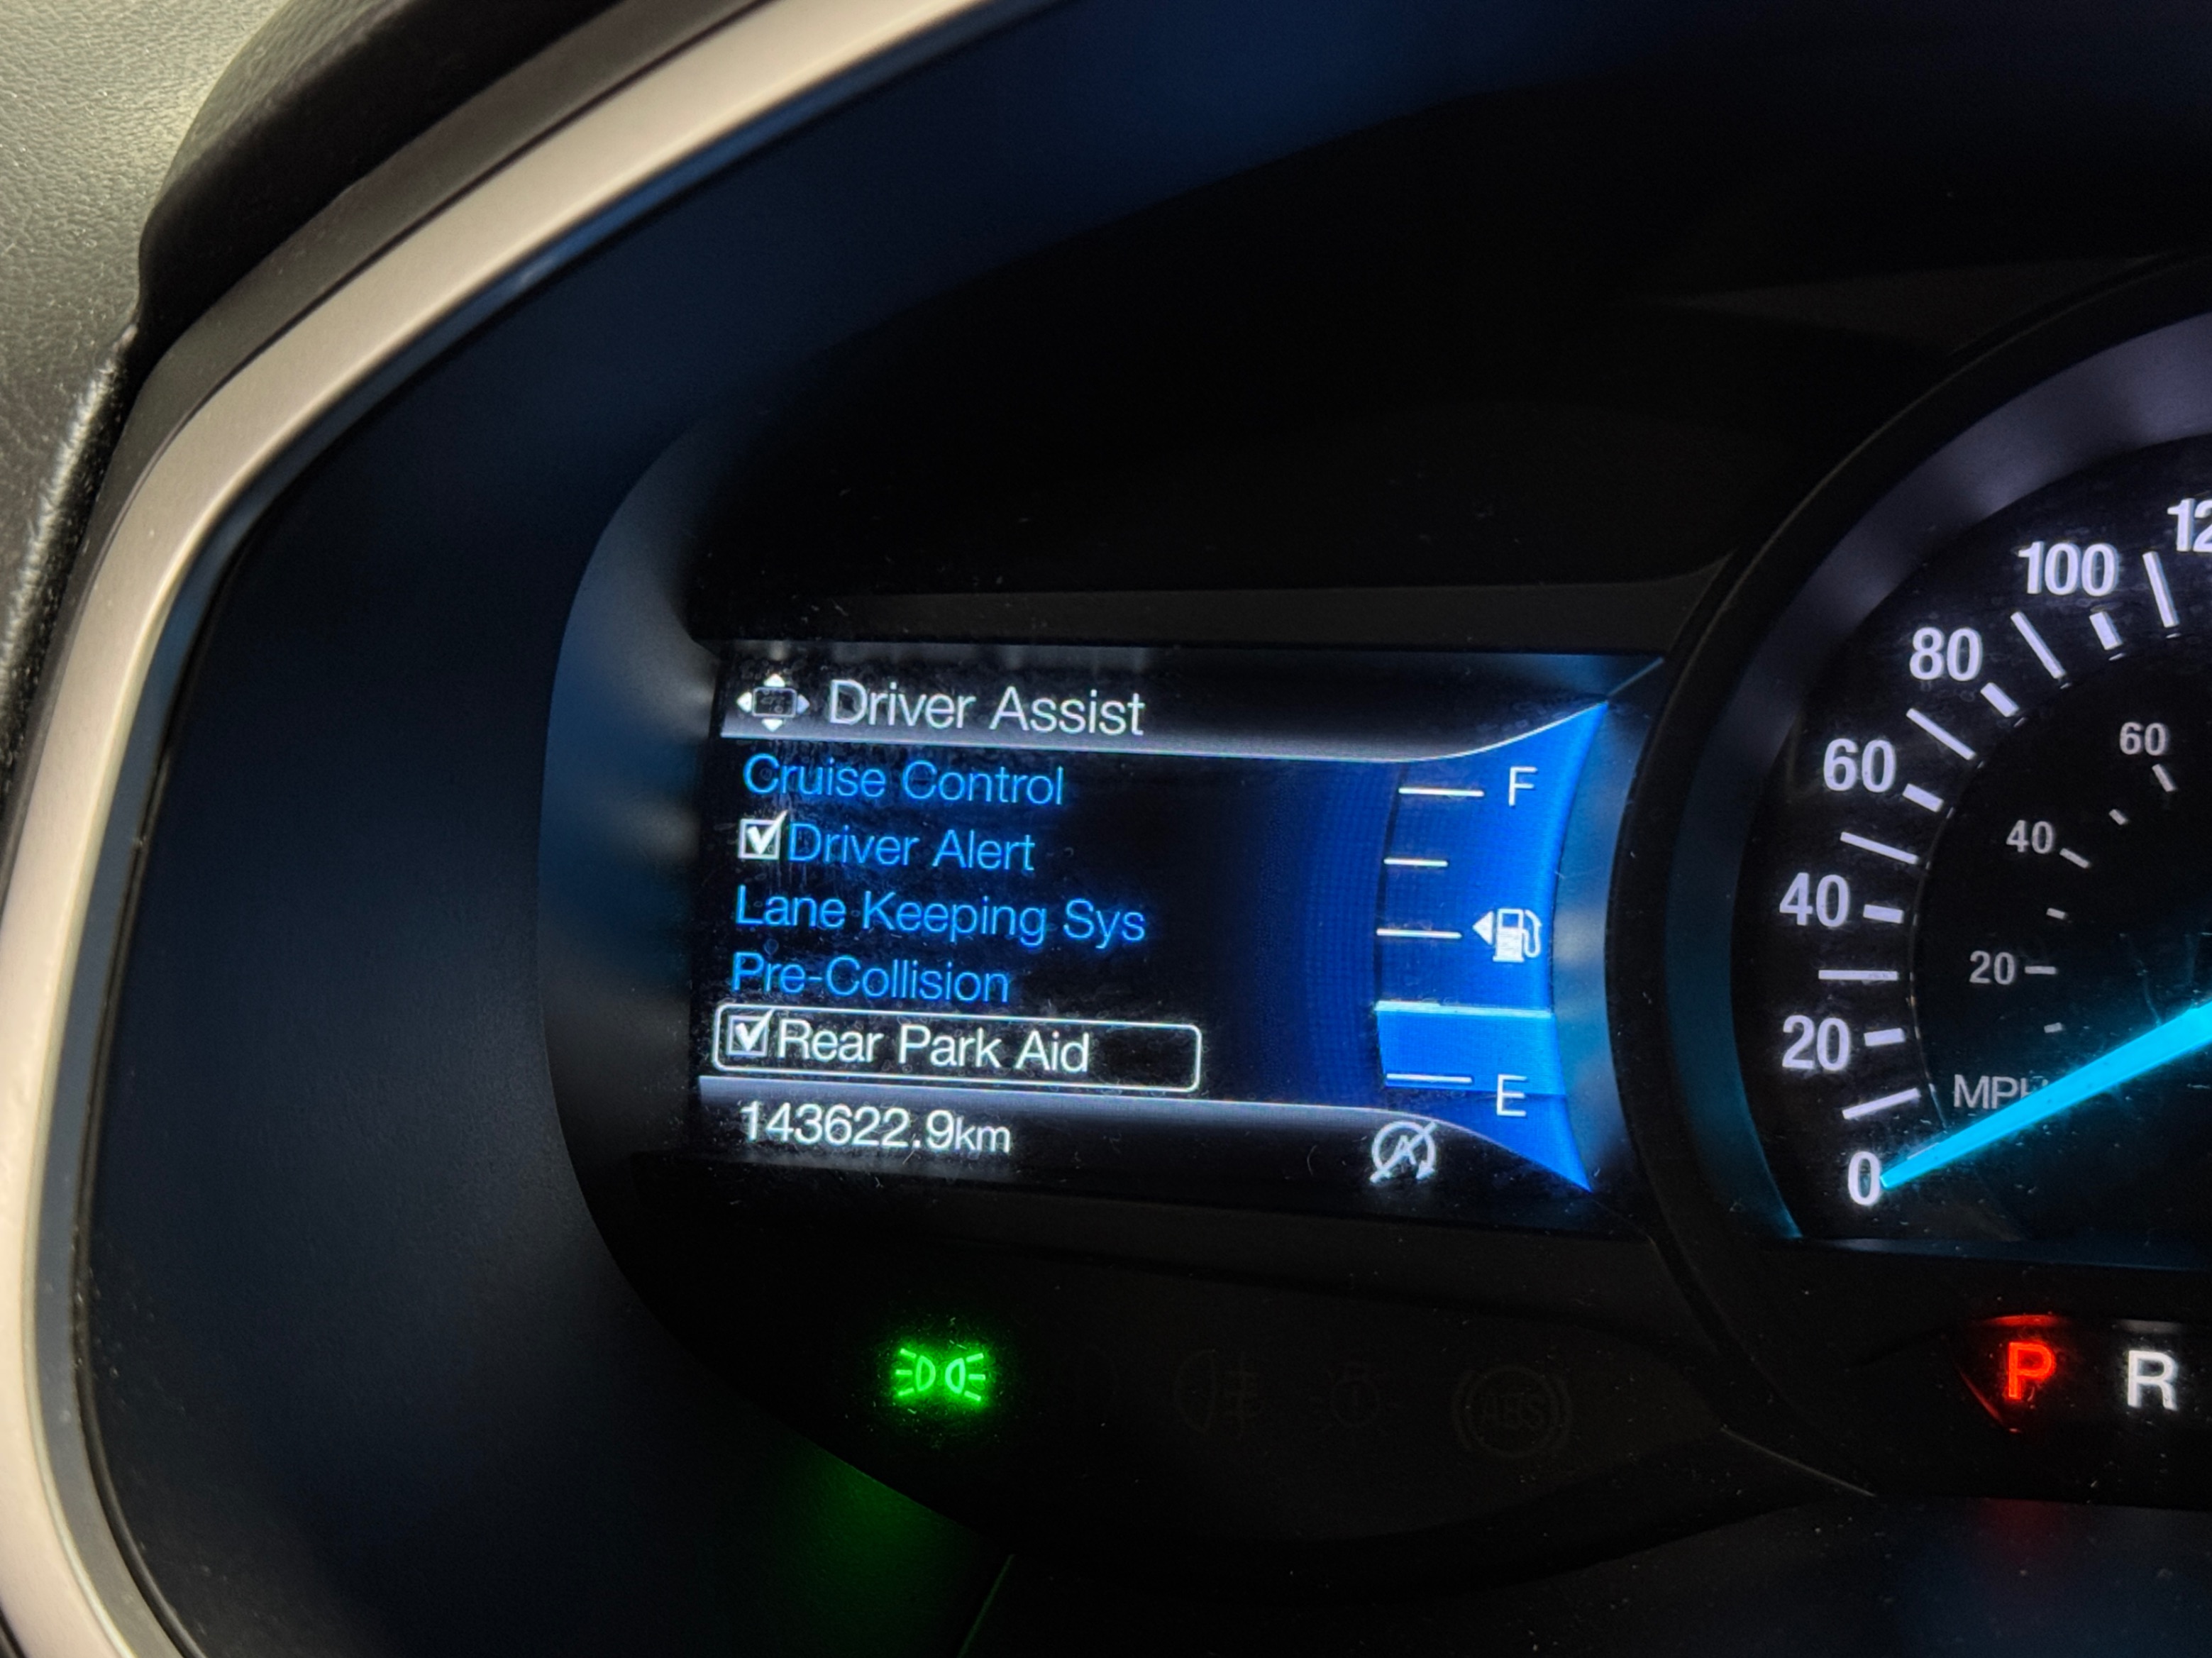 Driver Assist
Cruise Control
Driver Alert
Lane Keeping Sys
Pre-Collision
Rear Park Aid
143622.9km
F
E
A
100
80
60
40
20
0
60
40
20
P R
ABS